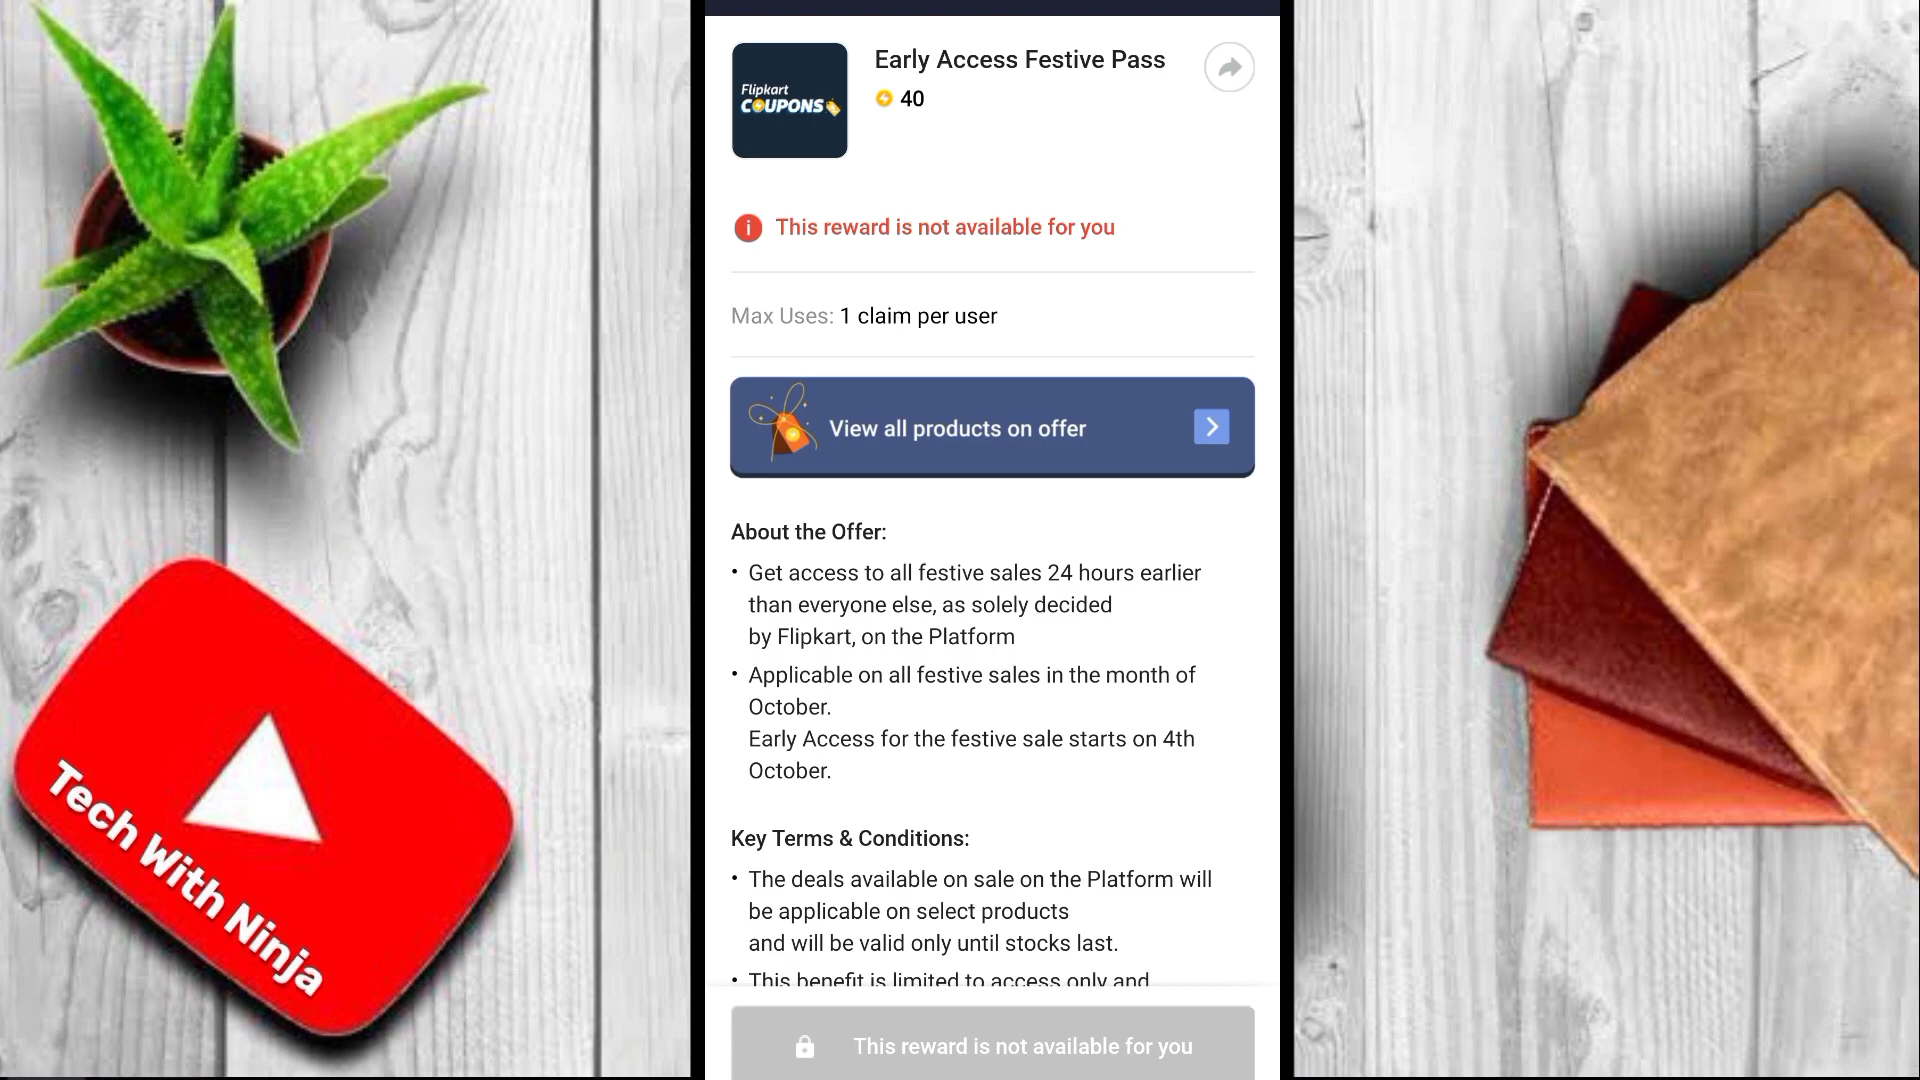 Early Access Festive Pass
40
Flipkart
COUPONS
This reward is not available for you
Max Uses: 1 claim per user
View all products on offer
About the Offer:
• Get access to all festive sales 24 hours earlier
than everyone else, as solely decided
by Flipkart, on the Platform
• Applicable on all festive sales in the month of
October.
Early Access for the festive sale starts on 4th
October.
Key Terms & Conditions:
• The deals available on sale on the Platform will
be applicable on select products
and will be valid only until stocks last.
• This benefit is limited to access only and
This reward is not available for you
Tech With Ninja